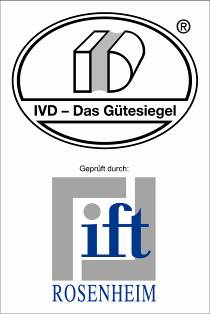 ®
IVD – Das Gütesiegel
Geprüft durch:
ift
ROSENHEIM